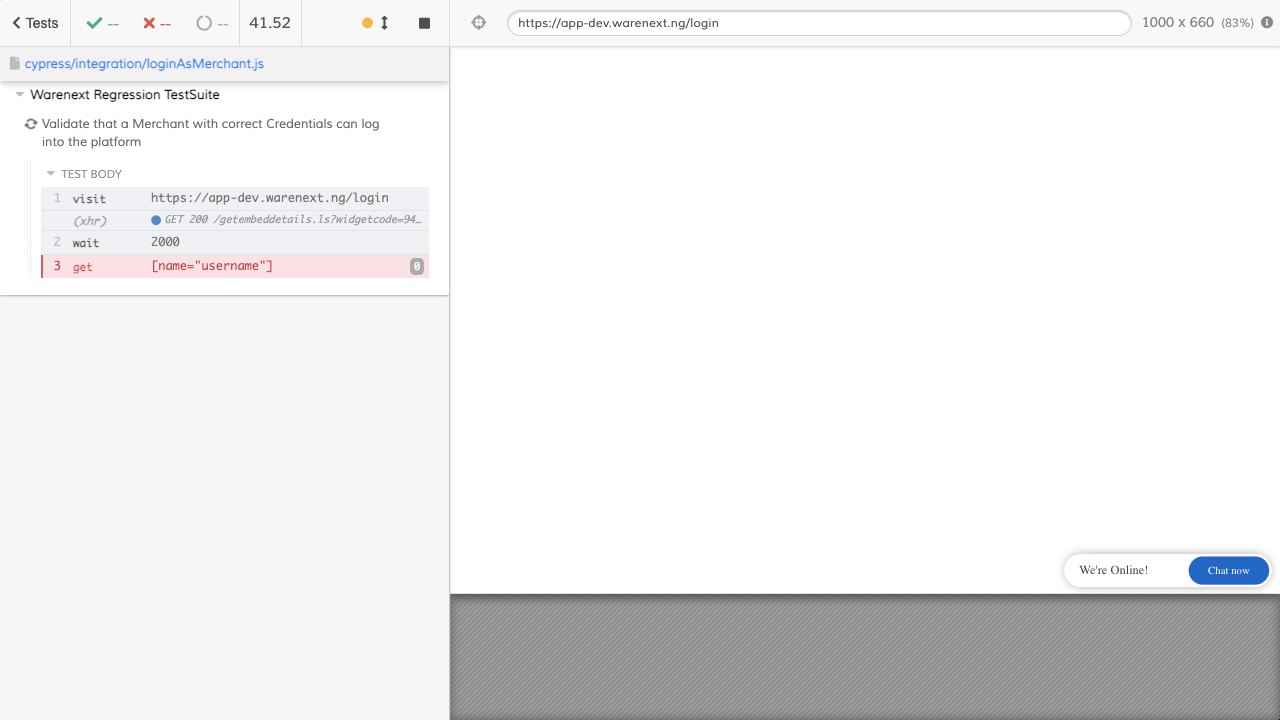 Tests -- -- -- 41.52
https://app-dev.warenext.ng/login 1000 x 660 (83%)
cypress/integration/loginAsMerchant.js
Warenext Regression TestSuite
Validate that a Merchant with correct Credentials can log
into the platform
TEST BODY
1 visit https://app-dev.warenext.ng/login
(xhr) GET 200 /getembeddetails.ls?widgetcode=94…
2 wait 2000
3 get [name="username"] 0
We're Online! Chat now